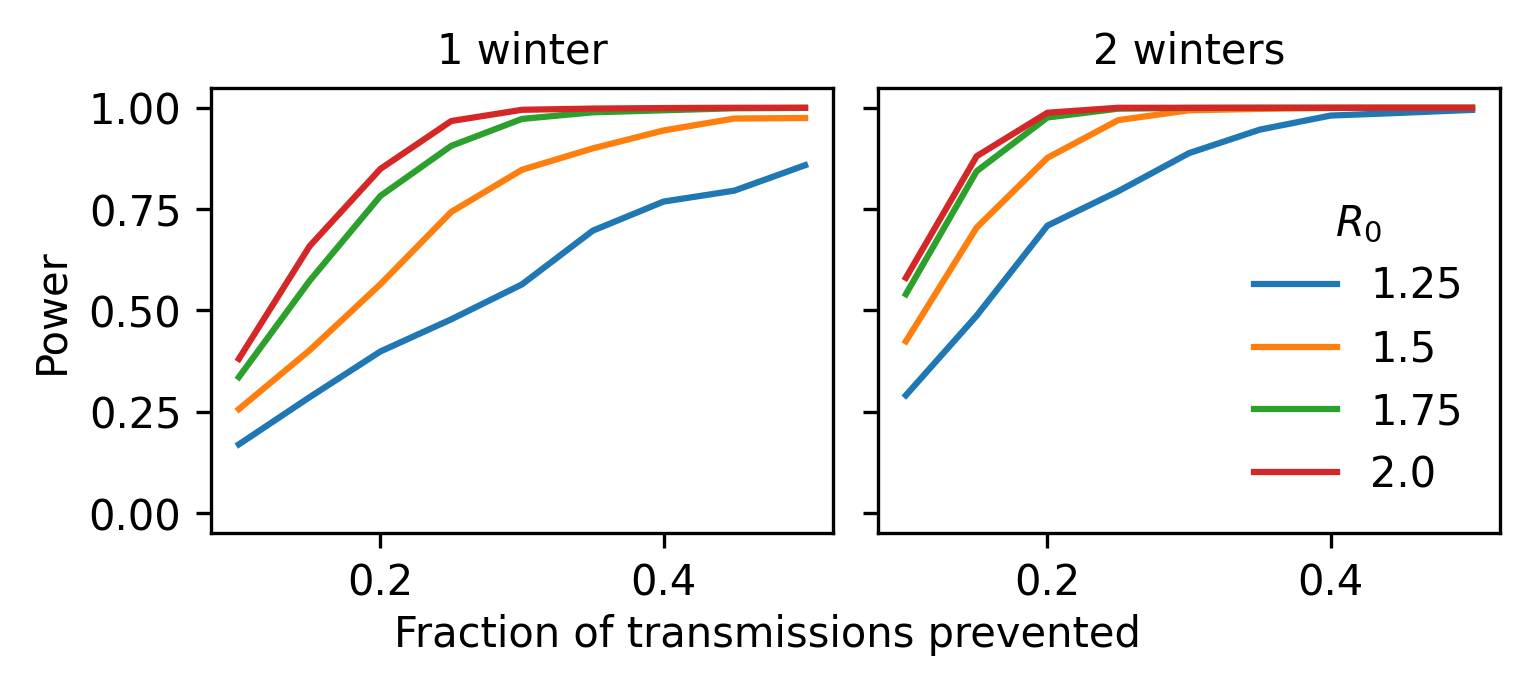 1 winter
2 winters
Power
1.00
0.75
0.50
0.25
0.00
0.2
0.4
0.2
0.4
Fraction of transmissions prevented
R₀
1.25
1.5
1.75
2.0